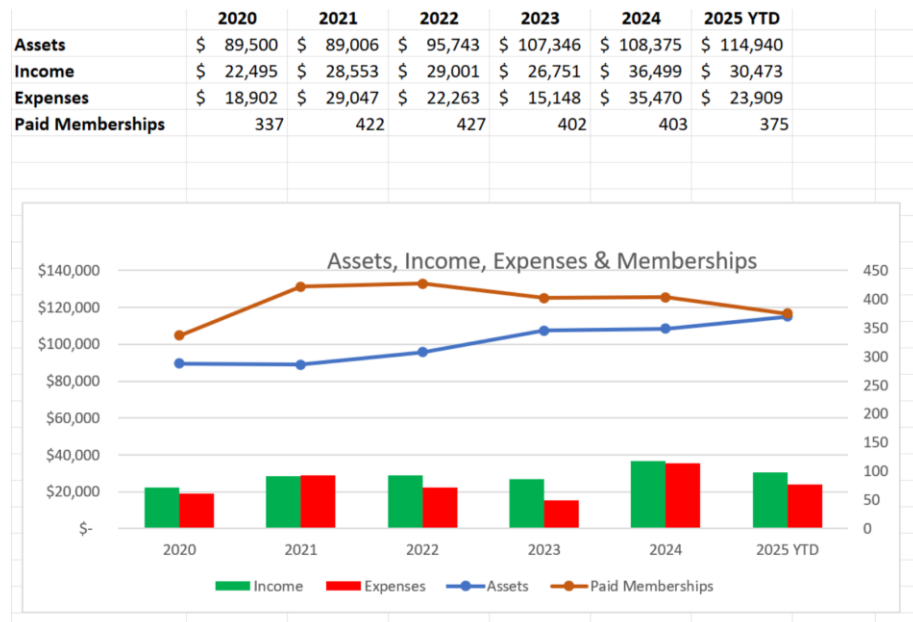 2020 2021 2022 2023 2024 2025 YTD
Assets $ 89,500 $ 89,006 $ 95,743 $ 107,346 $ 108,375 $ 114,940
Income $ 22,495 $ 28,553 $ 29,001 $ 26,751 $ 36,499 $ 30,473
Expenses $ 18,902 $ 29,047 $ 22,263 $ 15,148 $ 35,470 $ 23,909
Paid Memberships 337 422 427 402 403 375
Assets, Income, Expenses & Memberships
$140,000
$120,000
$100,000
$80,000
$60,000
$40,000
$20,000
$-
450
400
350
300
250
200
150
100
50
0
2020 2021 2022 2023 2024 2025 YTD
Income Expenses Assets Paid Memberships